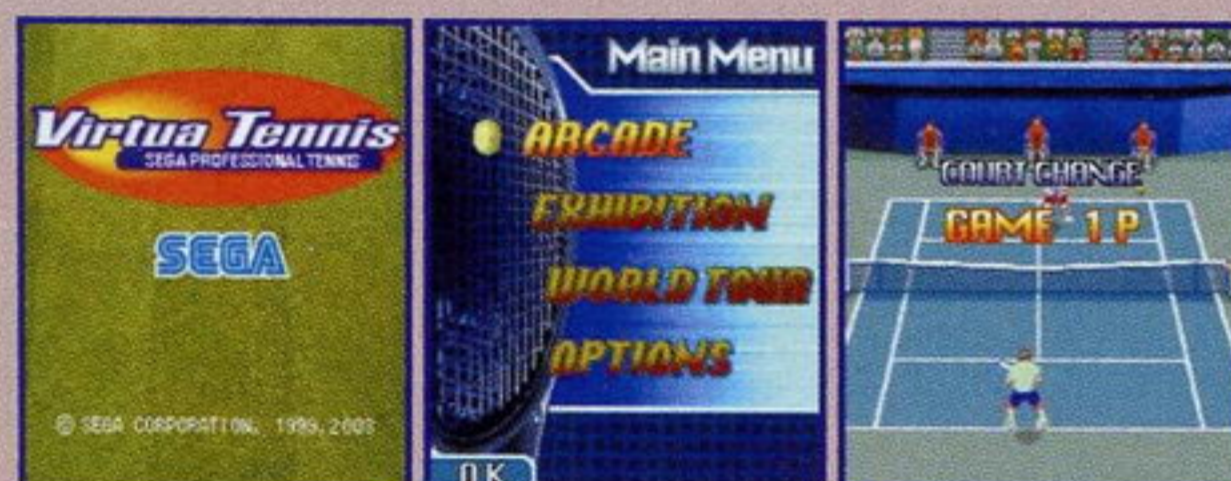 Virtua Tennis
SEGA PROFESSIONAL TENNIS
SEGA
© SEGA CORPORATION, 1999,2003
Main Menu
ARCADE
EXHIBITION
WORLD TOUR
OPTIONS
OK
COURT CHANGE
GAME 1P